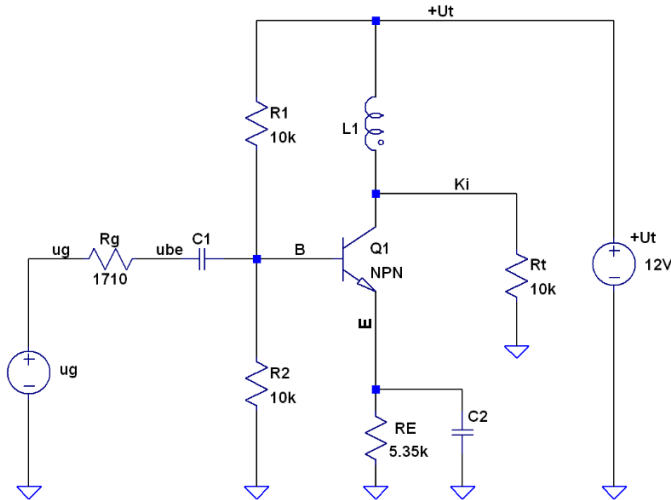 +Ut
R1
10k
L1
Ki
ug
Rg
1710
ube
C1
B
Q1
NPN
Rt
10k
+Ut
12V
E
ug
R2
10k
RE
5.35k
C2